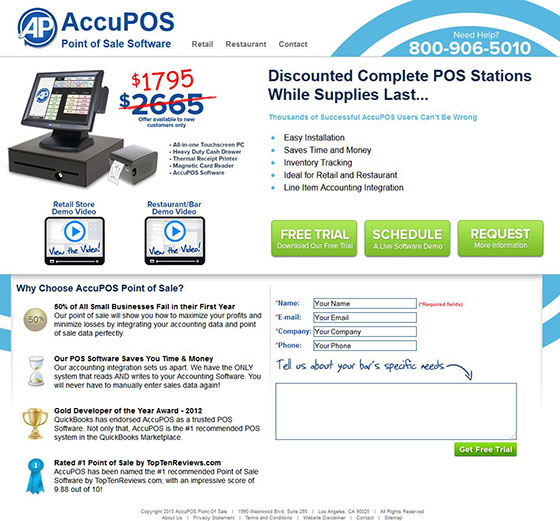 AP
AccuPOS
Point of Sale Software
Retail Restaurant Contact
Need Help?
800-906-5010
$1795
$2665
Offer available to new
customers only
• All-in-one Touchscreen PC
• Heavy Duty Cash Drawer
• Thermal Receipt Printer
• Magnetic Card Reader
• AccuPOS Software
Discounted Complete POS Stations
While Supplies Last...
Thousands of Successful AccuPOS Users Can't Be Wrong
Easy Installation
Saves Time and Money
Inventory Tracking
Ideal for Retail and Restaurant
Line Item Accounting Integration
Retail Store
Demo Video
View the Video!
Restaurant/Bar
Demo Video
View the Video!
FREE TRIAL
Download Our Free Trial
SCHEDULE
A Live Software Demo
REQUEST
More Information
Why Choose AccuPOS Point of Sale?
50%
50% of All Small Businesses Fail in their First Year
Our point of sale will show you how to maximize your profits and
minimize losses by integrating your accounting data and point
of sale data perfectly.
Our POS Software Saves You Time & Money
Our accounting integration sets us apart. We have the ONLY
system that reads AND writes to your Accounting Software. You
will never have to manually enter sales data again!
Gold Developer of the Year Award - 2012
QuickBooks has endorsed AccuPOS as a trusted POS
Software. Not only that, AccuPOS is the #1 recommended POS
system in the QuickBooks Marketplace.
1
Rated #1 Point of Sale by TopTenReviews.com
AccuPOS has been named the #1 recommended Point of Sale
Software by TopTenReviews.com; with an impressive score of
9.88 out of 10!
*Name: Your Name (*Required fields)
*E-mail: Your Email
*Company: Your Company
*Phone: Your Phone
Tell us about your bar's specific needs
Get Free Trial
Copyright 2013 AccuPOS Point Of Sale | 1990 Westwood Blvd. Suite 260 | Los Angeles, CA 90025 | All Rights Reserved
About Us | Privacy Statement | Terms and Conditions | Website Disclaimer | Contact | Sitemap